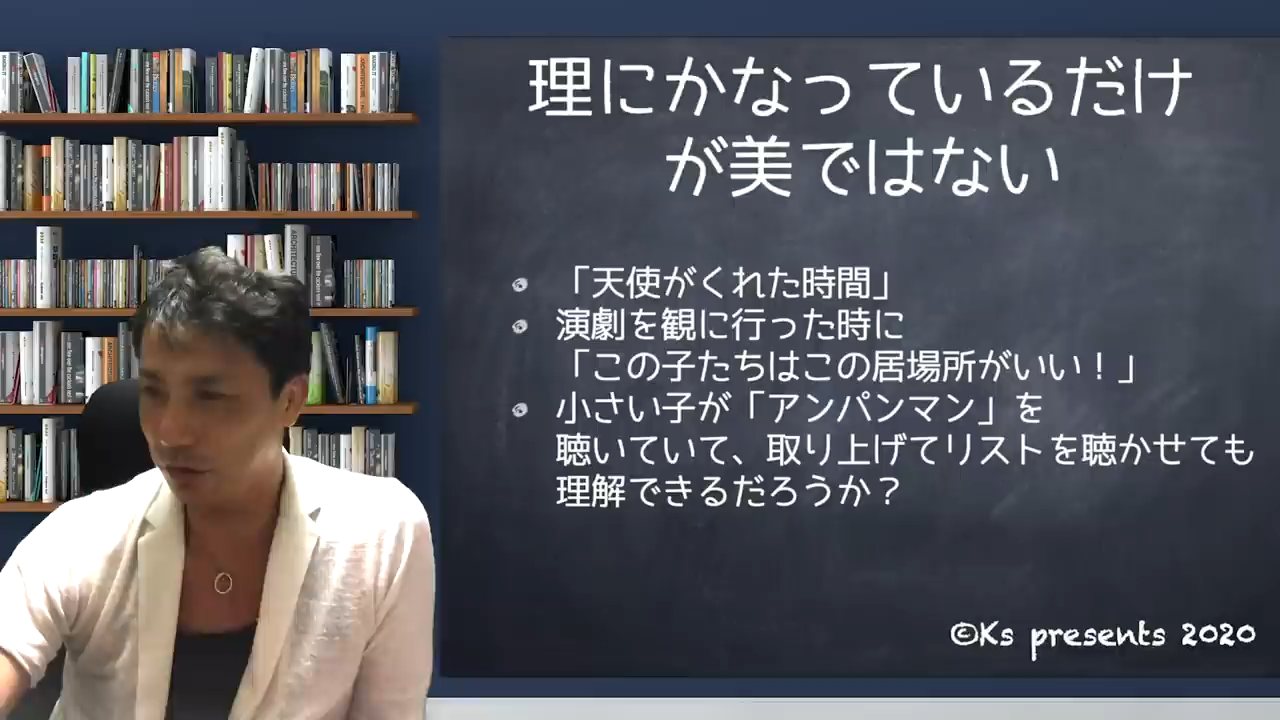 理にかなっているだけ
が美ではない
「天使がくれた時間」
演劇を観に行った時に
「この子たちはこの居場所がいい！」
小さい子が「アンパンマン」を
聴いていて、取り上げてリストを聴かせても
理解できるだろうか？
©Ks presents 2020